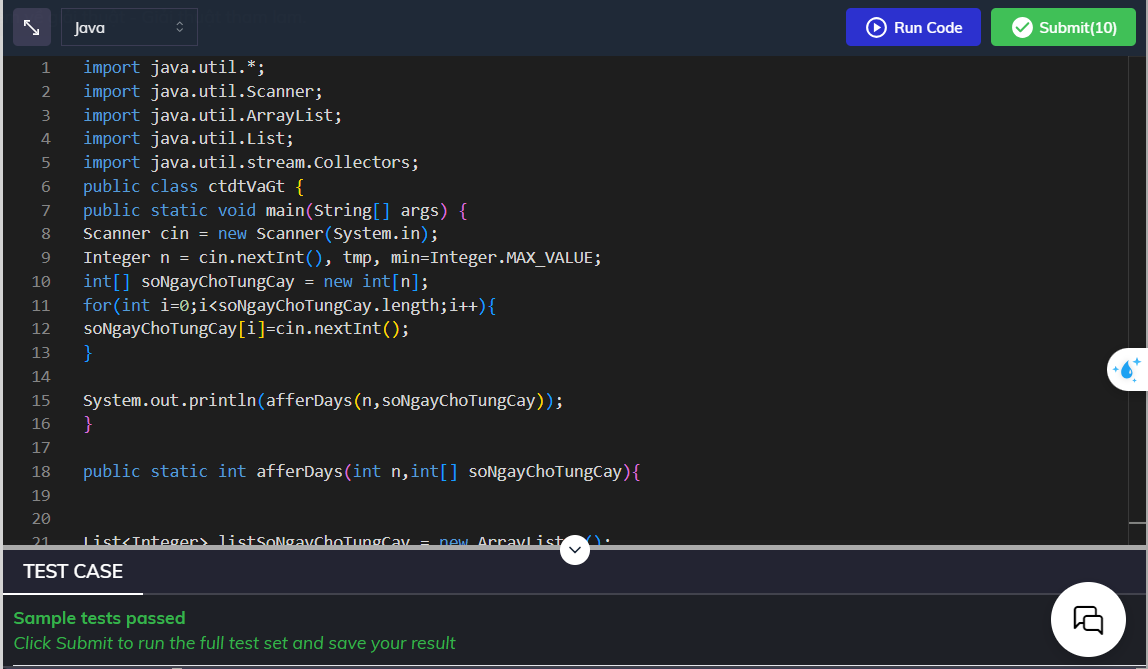 Java
Run Code
Submit(10)
1 import java.util.*;
2 import java.util.Scanner;
3 import java.util.ArrayList;
4 import java.util.List;
5 import java.util.stream.Collectors;
6 public class ctdtVaGt {
7 public static void main(String[] args) {
8 Scanner cin = new Scanner(System.in);
9 Integer n = cin.nextInt(), tmp, min=Integer.MAX_VALUE;
10 int[] soNgayChoTungCay = new int[n];
11 for(int i=0;i<soNgayChoTungCay.length;i++){
12 soNgayChoTungCay[i]=cin.nextInt();
13 }
14
15 System.out.println(afferDays(n,soNgayChoTungCay));
16 }
17
18 public static int afferDays(int n,int[] soNgayChoTungCay){
19
20
21 List<Integer> listSoNgayChoTungCay = new ArrayList();
TEST CASE
Sample tests passed
Click Submit to run the full test set and save your result